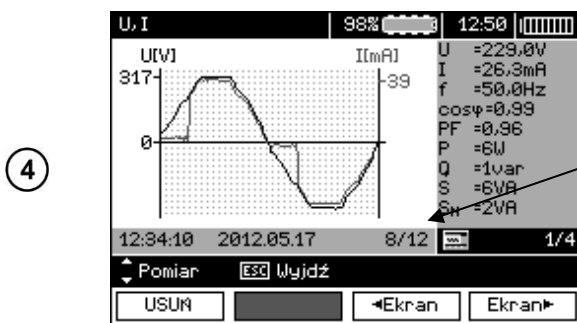 U,I 98% 12:50
U[V] I[mA]
317 39
0
U =229,0V
I =26,3mA
f =50,0Hz
cosφ=0,99
PF =0,96
P =6W
Q =1var
S =6VA
SN =2VA
4
12:34:10 2012.05.17 8/12 1/4
Pomiar ESC Wyjdź
USUŃ ◄Ekran Ekran►